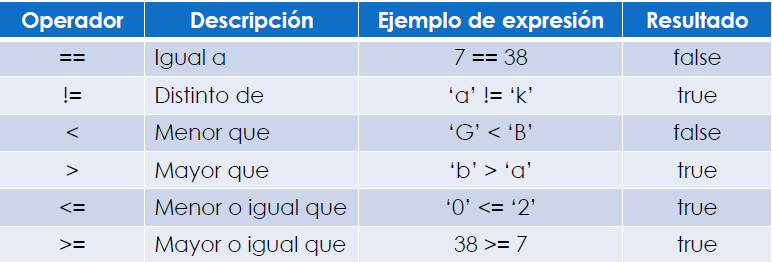 Operador Descripción Ejemplo de expresión Resultado
== Igual a 7 == 38 false
!= Distinto de ‘a’ != ‘k’ true
< Menor que ‘G’ < ‘B’ false
> Mayor que ‘b’ > ‘a’ true
<= Menor o igual que ‘0’ <= ‘2’ true
>= Mayor o igual que 38 >= 7 true